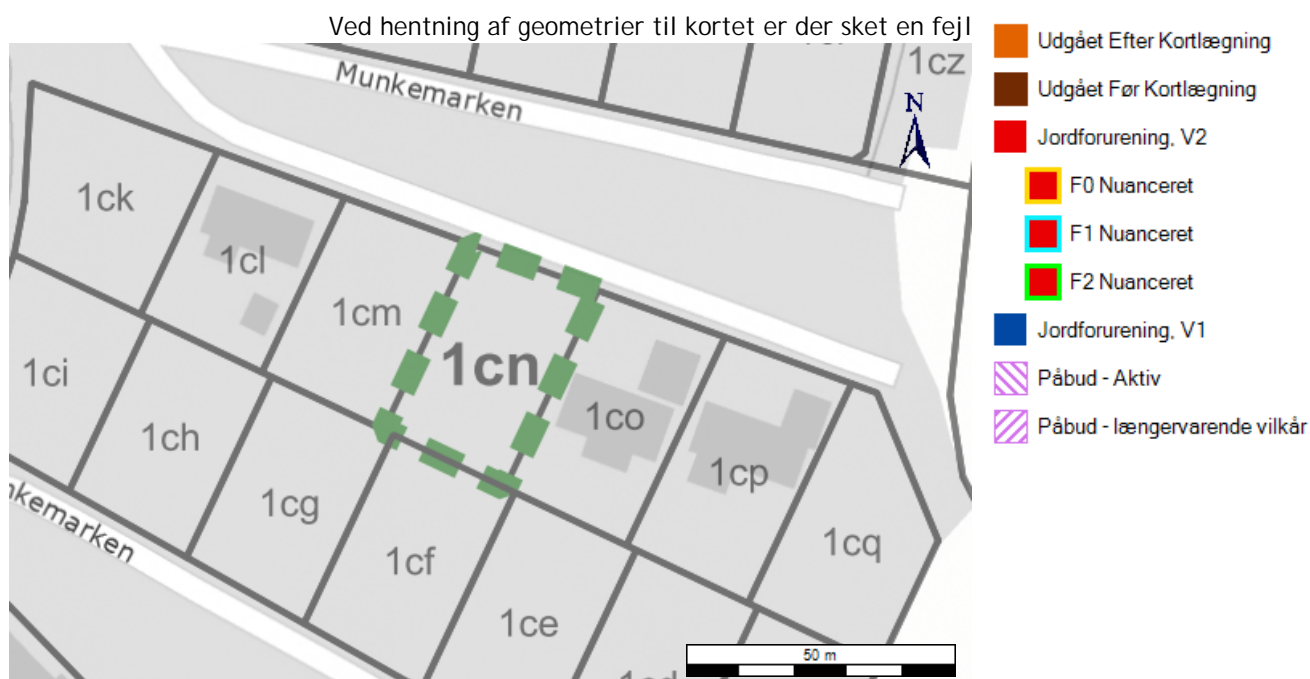 Ved hentning af geometrier til kortet er der sket en fejl
Munkemarken
1cz
N
1ck
1cl
1cm
1cn
1co
1cp
1cq
1ci
1ch
1cg
1cf
1ce
nkemarken
50 m
Udgået Efter Kortlægning
Udgået Før Kortlægning
Jordforurening, V2
F0 Nuanceret
F1 Nuanceret
F2 Nuanceret
Jordforurening, V1
Påbud - Aktiv
Påbud - længervarende vilkår